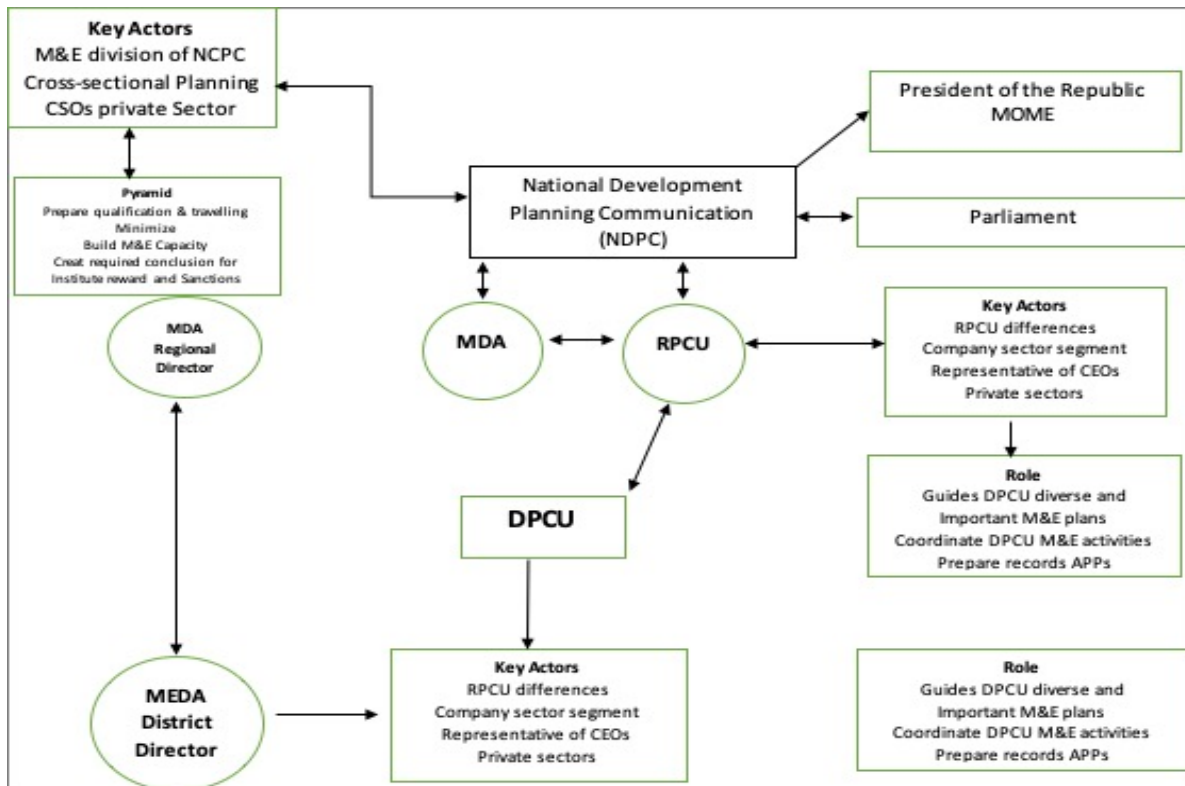 Key Actors
M&E division of NCPC
Cross-sectional Planning
CSOs private Sector
President of the Republic
MOME
Pyramid
Prepare qualification & travelling
Minimize
Build M&E Capacity
Creat required conclusion for
Institute reward and Sanctions
National Development
Planning Communication
(NDPC)
Parliament
MDA
Regional
Director
MDA
RPCU
Key Actors
RPCU differences
Company sector segment
Representative of CEOs
Private sectors
Role
Guides DPCU diverse and
Important M&E plans
Coordinate DPCU M&E activities
Prepare records APPs
DPCU
MEDA
District
Director
Key Actors
RPCU differences
Company sector segment
Representative of CEOs
Private sectors
Role
Guides DPCU diverse and
Important M&E plans
Coordinate DPCU M&E activities
Prepare records APPs